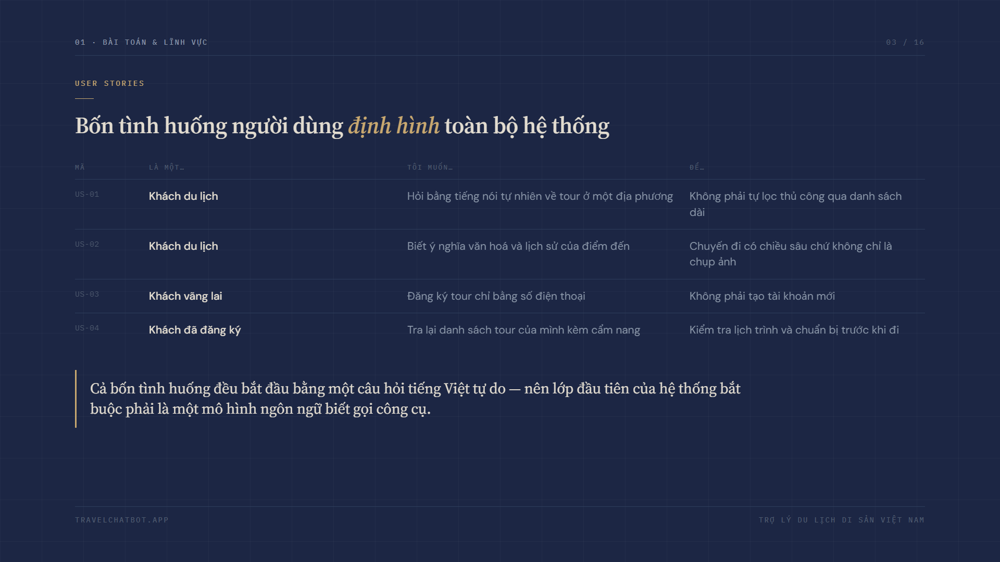 01 · BÀI TOÁN & LĨNH VỰC
03 / 16
USER STORIES
Bốn tình huống người dùng định hình toàn bộ hệ thống
MÃ LÀ MỘT… TÔI MUỐN… ĐỂ…
US-01 Khách du lịch Hỏi bằng tiếng nói tự nhiên về tour ở một địa phương Không phải tự lọc thủ công qua danh sách
dài
US-02 Khách du lịch Biết ý nghĩa văn hoá và lịch sử của điểm đến Chuyến đi có chiều sâu chứ không chỉ là
chụp ảnh
US-03 Khách vãng lai Đăng ký tour chỉ bằng số điện thoại Không phải tạo tài khoản mới
US-04 Khách đã đăng ký Tra lại danh sách tour của mình kèm cẩm nang Kiểm tra lịch trình và chuẩn bị trước khi đi
Cả bốn tình huống đều bắt đầu bằng một câu hỏi tiếng Việt tự do — nên lớp đầu tiên của hệ thống bắt
buộc phải là một mô hình ngôn ngữ biết gọi công cụ.
TRAVELCHATBOT.APP
TRỢ LÝ DU LỊCH DI SẢN VIỆT NAM